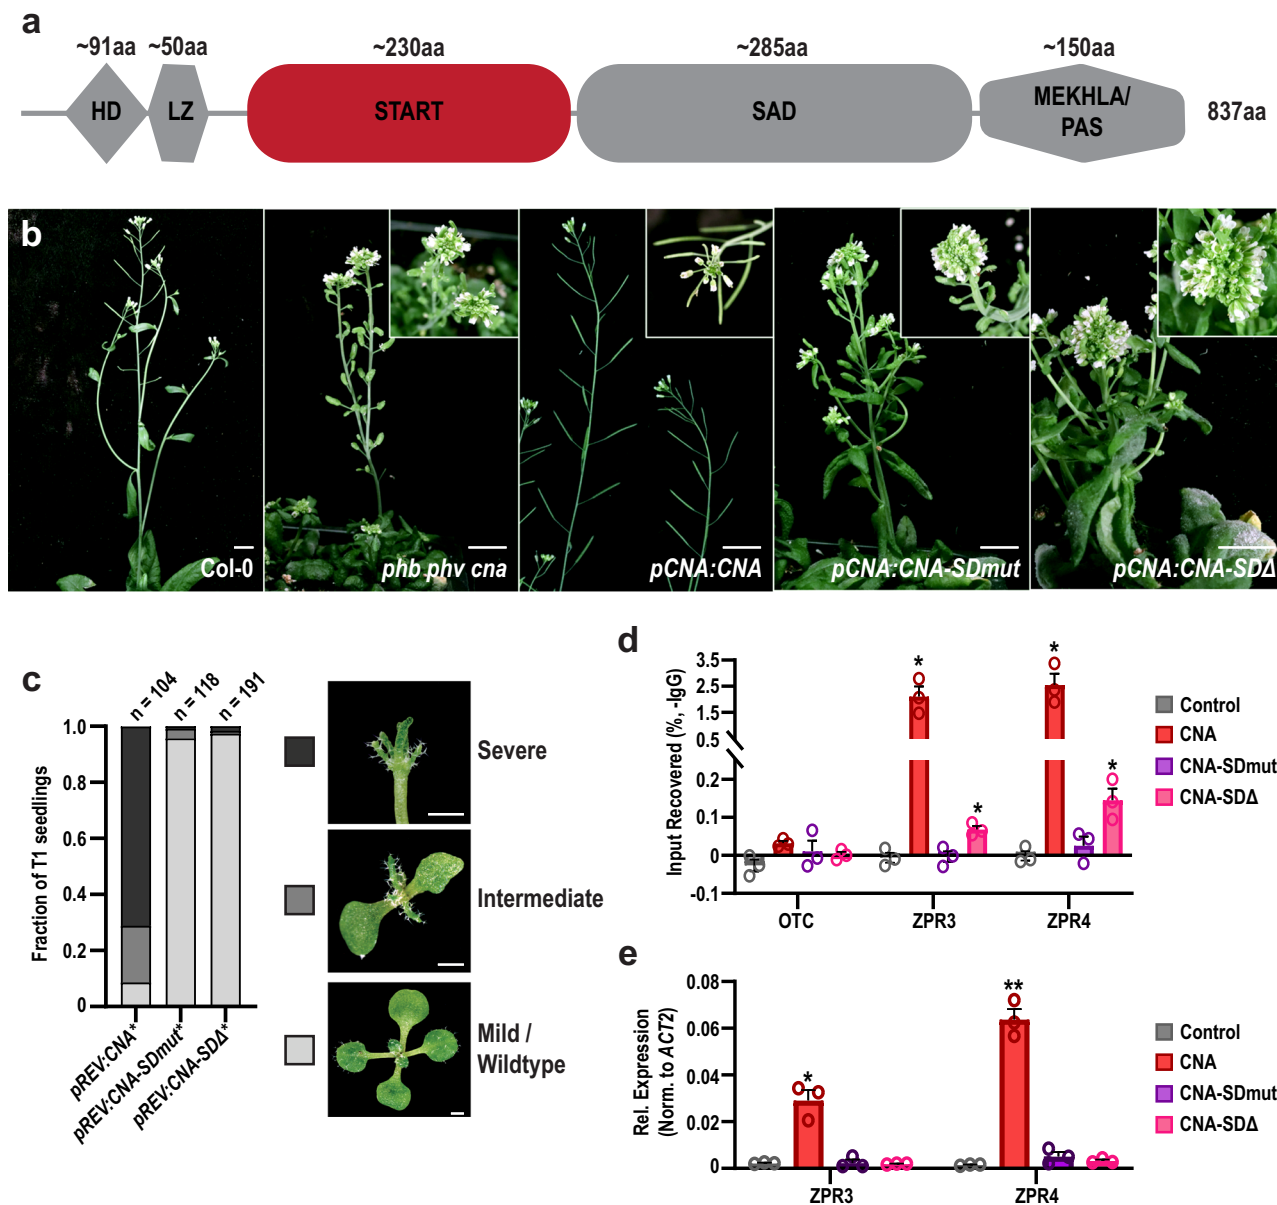 a
~91aa ~50aa ~230aa ~285aa ~150aa
HD LZ START SAD MEKHLA/
PAS
837aa
b
Col-0 phb phv cna pCNA:CNA pCNA:CNA-SDmut pCNA:CNA-SDΔ
c
n = 104 n = 118 n = 191
Fraction of T1 seedlings
1.0
0.8
0.6
0.4
0.2
0
pREV:CNA*
pREV:CNA-SDmut*
pREV:CNA-SDΔ*
Severe
Intermediate
Mild /
Wildtype
d
Input Recovered (%, -IgG)
3.5
2.5
1.5
0.5
0.2
0.1
0
-0.1
* * * *
OTC ZPR3 ZPR4
Control
CNA
CNA-SDmut
CNA-SDΔ
e
Rel. Expression
(Norm. to ACT2)
0.08
0.06
0.04
0.02
0
* **
ZPR3 ZPR4
Control
CNA
CNA-SDmut
CNA-SDΔ